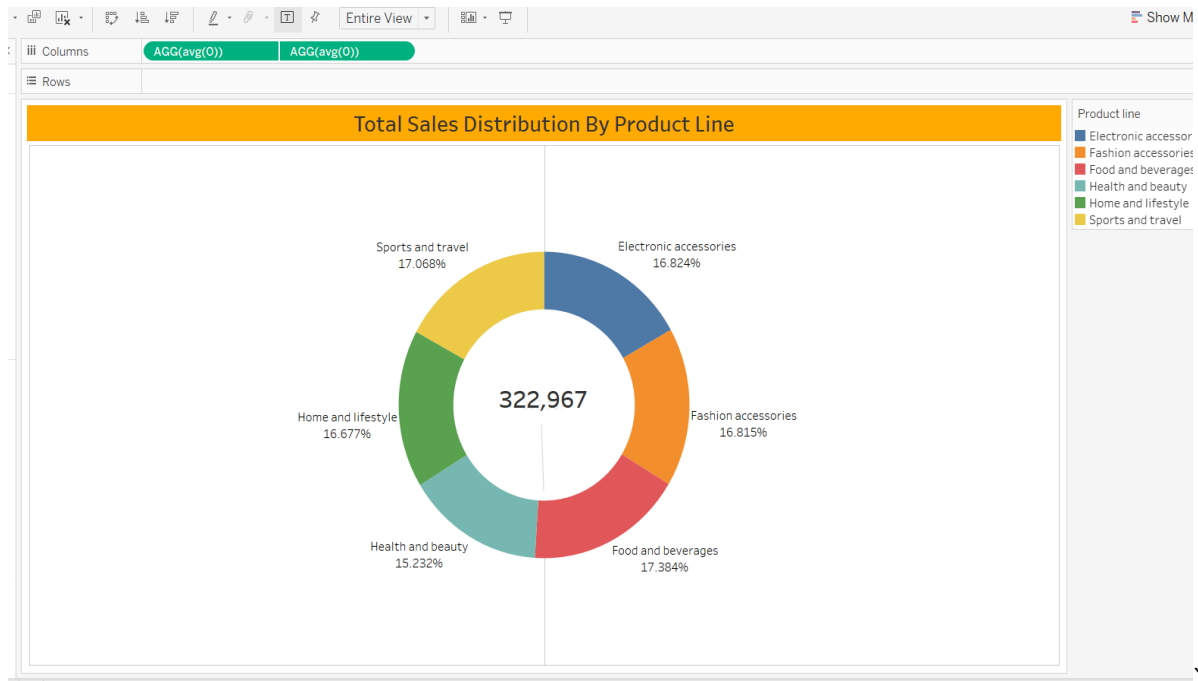 Entire View
Show M
Columns
AGG(avg(0))
AGG(avg(0))
Rows
Total Sales Distribution By Product Line
Product line
Electronic accessor
Fashion accessories
Food and beverages
Health and beauty
Home and lifestyle
Sports and travel
Sports and travel
17.068%
Electronic accessories
16.824%
322,967
Home and lifestyle
16.677%
Fashion accessories
16.815%
Health and beauty
15.232%
Food and beverages
17.384%